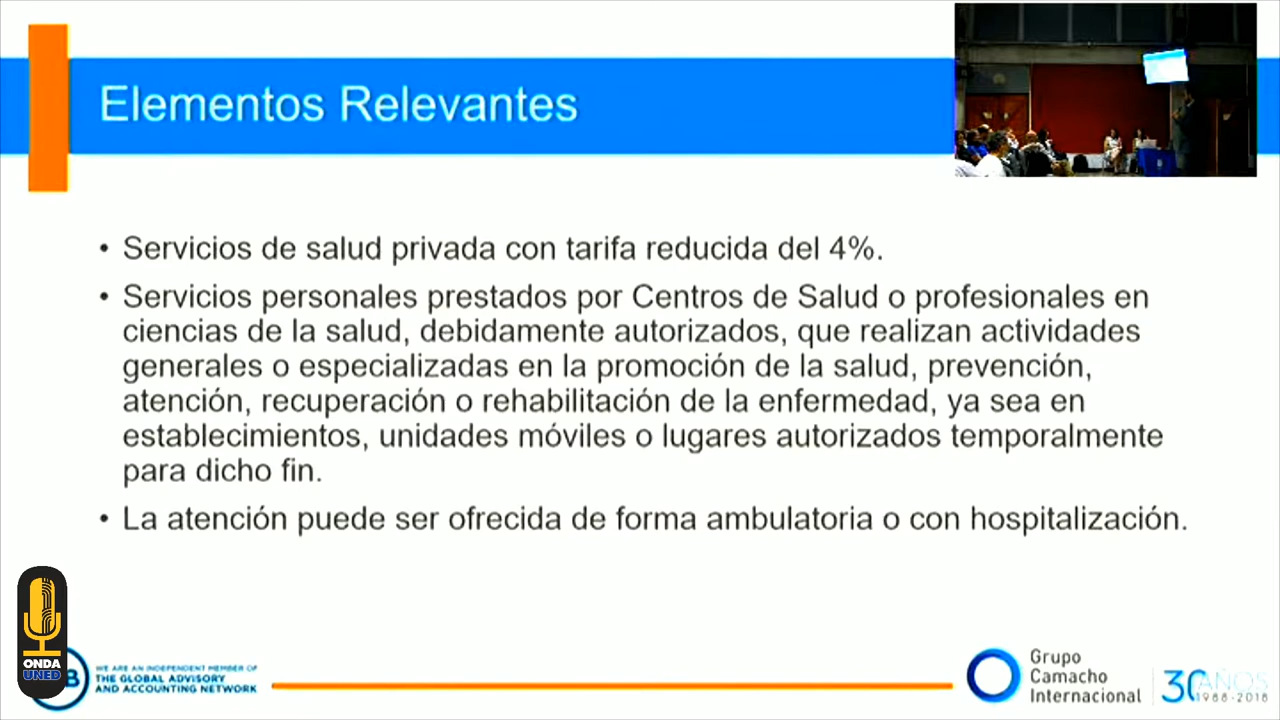 Elementos Relevantes
• Servicios de salud privada con tarifa reducida del 4%.
• Servicios personales prestados por Centros de Salud o profesionales en
ciencias de la salud, debidamente autorizados, que realizan actividades
generales o especializadas en la promoción de la salud, prevención,
atención, recuperación o rehabilitación de la enfermedad, ya sea en
establecimientos, unidades móviles o lugares autorizados temporalmente
para dicho fin.
• La atención puede ser ofrecida de forma ambulatoria o con hospitalización.
ONDA
UNED
B
WE ARE AN INDEPENDENT MEMBER OF
THE GLOBAL ADVISORY
AND ACCOUNTING NETWORK
Grupo
Camacho
Internacional
30 AÑOS
1988-2018